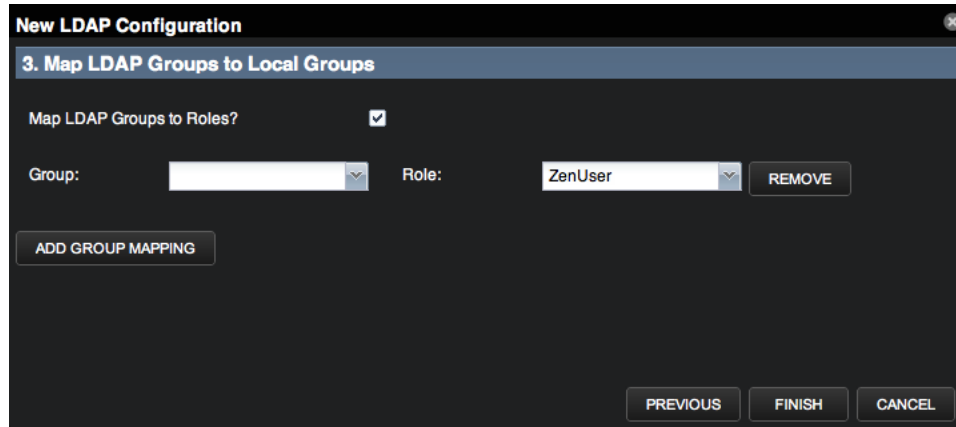 New LDAP Configuration
3. Map LDAP Groups to Local Groups
Map LDAP Groups to Roles?
Group: Role: ZenUser REMOVE
ADD GROUP MAPPING
PREVIOUS FINISH CANCEL